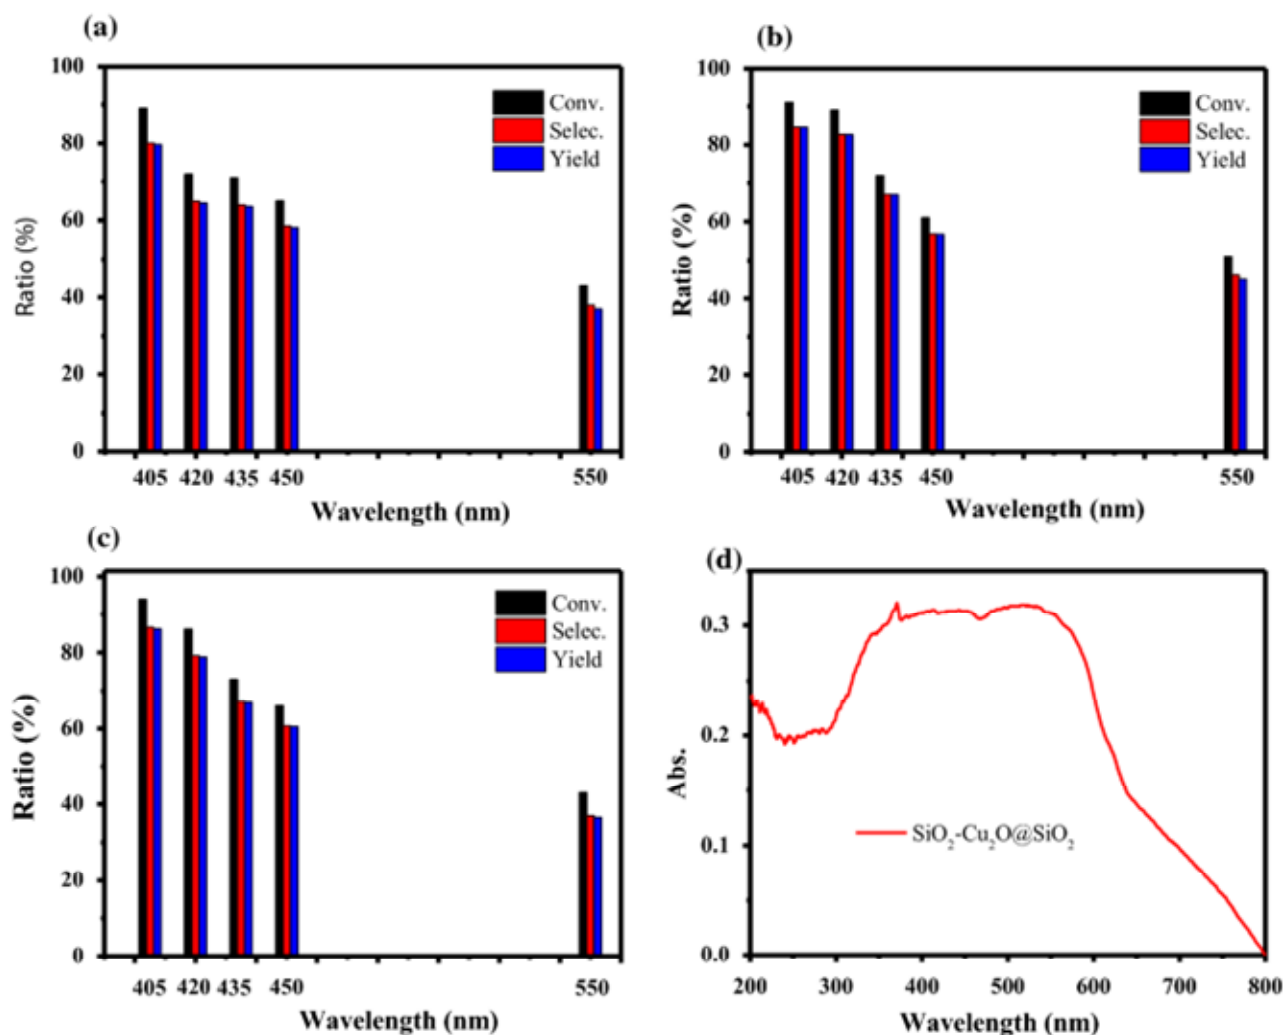 (a)
100
80
60
40
20
0
Ratio (%)
Conv.
Selec.
Yield
405 420 435 450 550
Wavelength (nm)
(b)
100
80
60
40
20
0
Ratio (%)
Conv.
Selec.
Yield
405 420 435 450 550
Wavelength (nm)
(c)
100
80
60
40
20
0
Ratio (%)
Conv.
Selec.
Yield
405 420 435 450 550
Wavelength (nm)
(d)
0.3
0.2
0.1
0.0
Abs.
SiO₂-Cu₂O@SiO₂
200 300 400 500 600 700 800
Wavelength (nm)